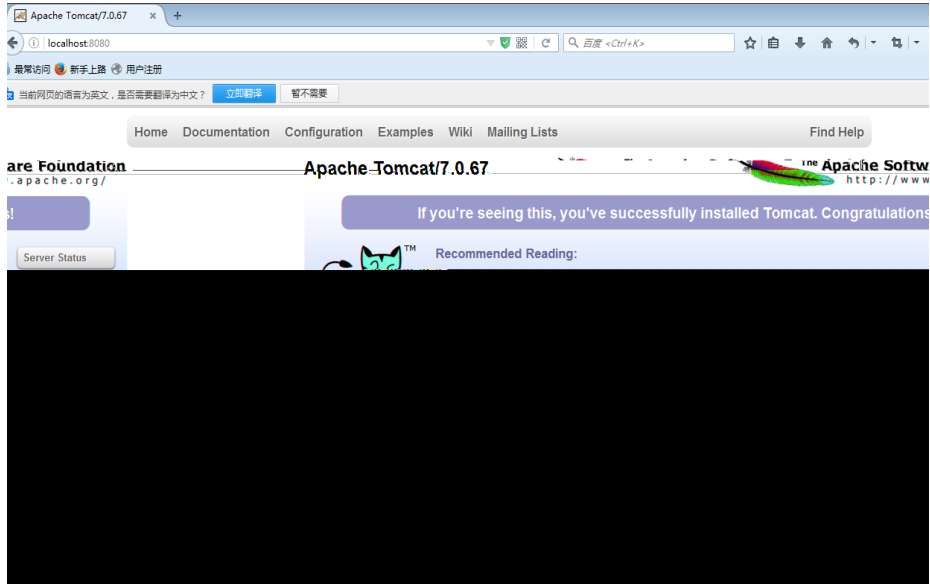 Apache Tomcat/7.0.67
localhost:8080
百度 <Ctrl+K>
最常访问 新手上路 用户注册
当前网页的语言为英文，是否需要翻译为中文？ 立即翻译 暂不需要
Home Documentation Configuration Examples Wiki Mailing Lists Find Help
are Foundation Apache Tomcat/7.0.67 The Apache Softw
.apache.org/ http://www
s! If you're seeing this, you've successfully installed Tomcat. Congratulations
TM Recommended Reading:
Server Status